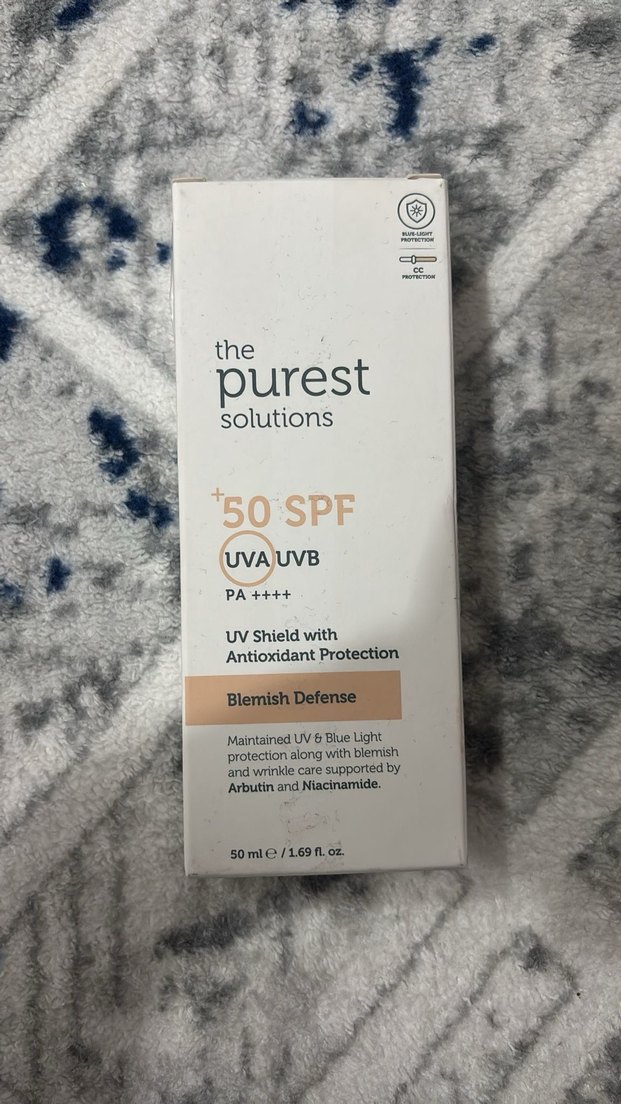 BLUE-LIGHT
PROTECTION
CC
PROTECTION
the
purest
solutions
+50 SPF
UVA UVB
PA ++++
UV Shield with
Antioxidant Protection
Blemish Defense
Maintained UV & Blue Light
protection along with blemish
and wrinkle care supported by
Arbutin and Niacinamide.
50 ml ℮ / 1.69 fl. oz.